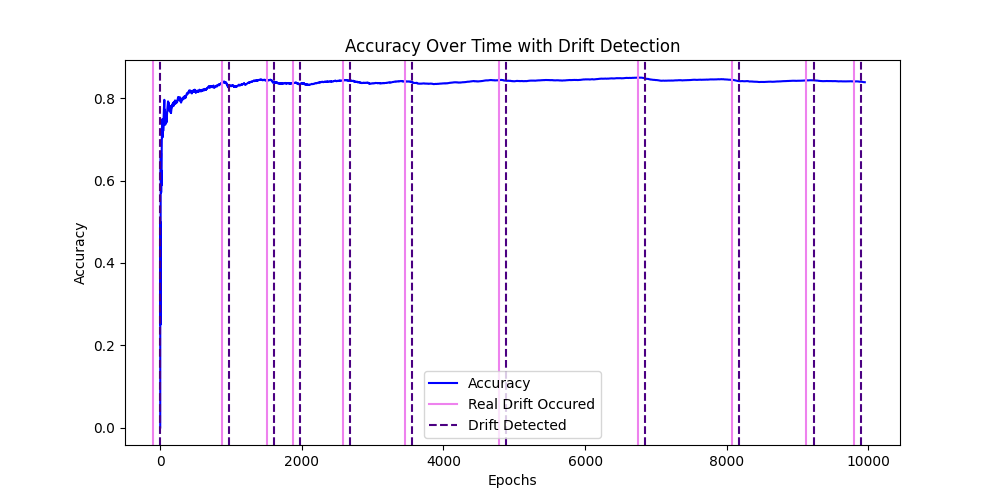 Accuracy Over Time with Drift Detection
0.8
0.6
0.4
0.2
0.0
Accuracy
Accuracy
Real Drift Occured
Drift Detected
0 2000 4000 6000 8000 10000
Epochs